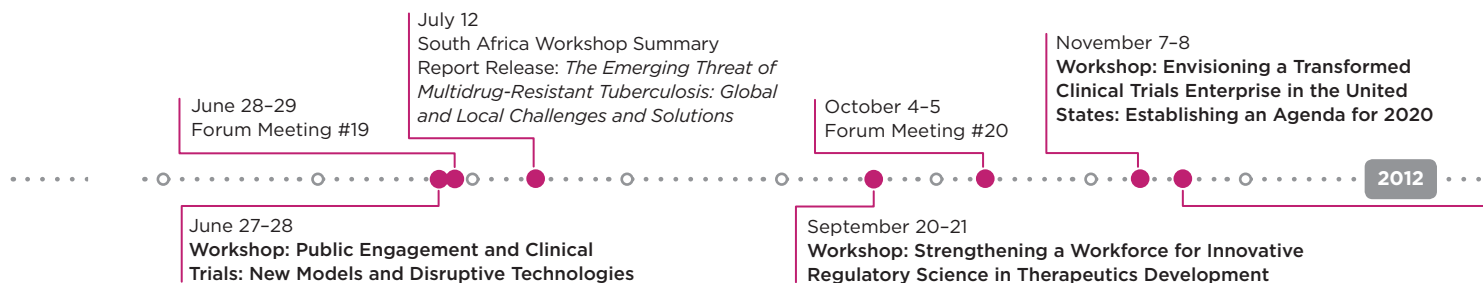 July 12
South Africa Workshop Summary
Report Release: The Emerging Threat of
Multidrug-Resistant Tuberculosis: Global
and Local Challenges and Solutions
November 7–8
Workshop: Envisioning a Transformed
Clinical Trials Enterprise in the United
States: Establishing an Agenda for 2020
June 28–29
Forum Meeting #19
October 4–5
Forum Meeting #20
2012
June 27–28
Workshop: Public Engagement and Clinical
Trials: New Models and Disruptive Technologies
September 20–21
Workshop: Strengthening a Workforce for Innovative
Regulatory Science in Therapeutics Development